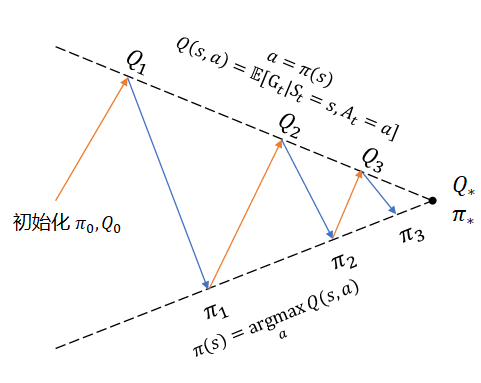 a = π(s)
Q(s, a) = 𝔼[G_t|S_t = s, A_t = a]
Q_1
Q_2
Q_3
Q_*
π_*
初始化 π_0, Q_0
π_3
π_2
π_1
π(s) = argmax_a Q(s, a)